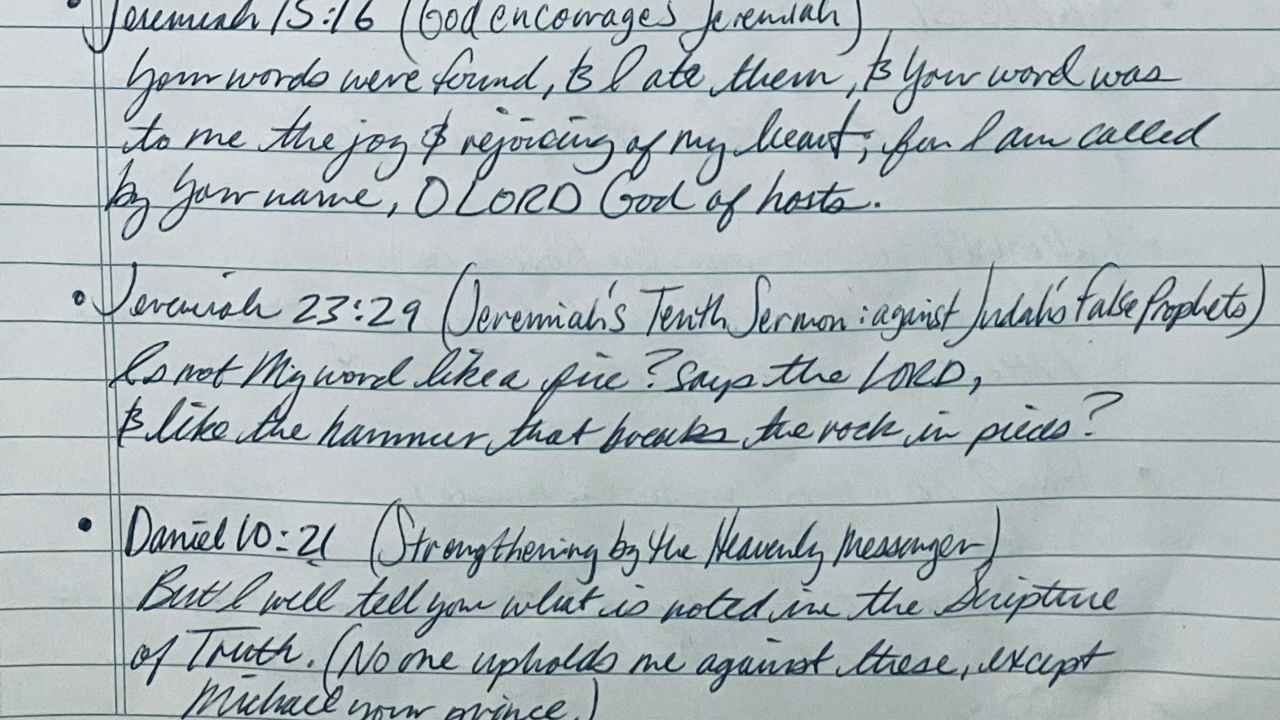 • Jeremiah 15:16 (God encourages Jeremiah)
Your words were found, & I ate them, & Your word was
to me the joy & rejoicing of my heart; for I am called
by Your name, O LORD God of hosts.
• Jeremiah 23:29 (Jeremiah's Tenth Sermon: against Judah's False Prophets)
Is not My word like a fire? says the LORD,
& like the hammer that breaks the rock in pieces?
• Daniel 10:21 (Strengthening by the Heavenly Messenger)
But I will tell you what is noted in the Scripture
of Truth. (No one upholds me against these, except
Michael your prince.)